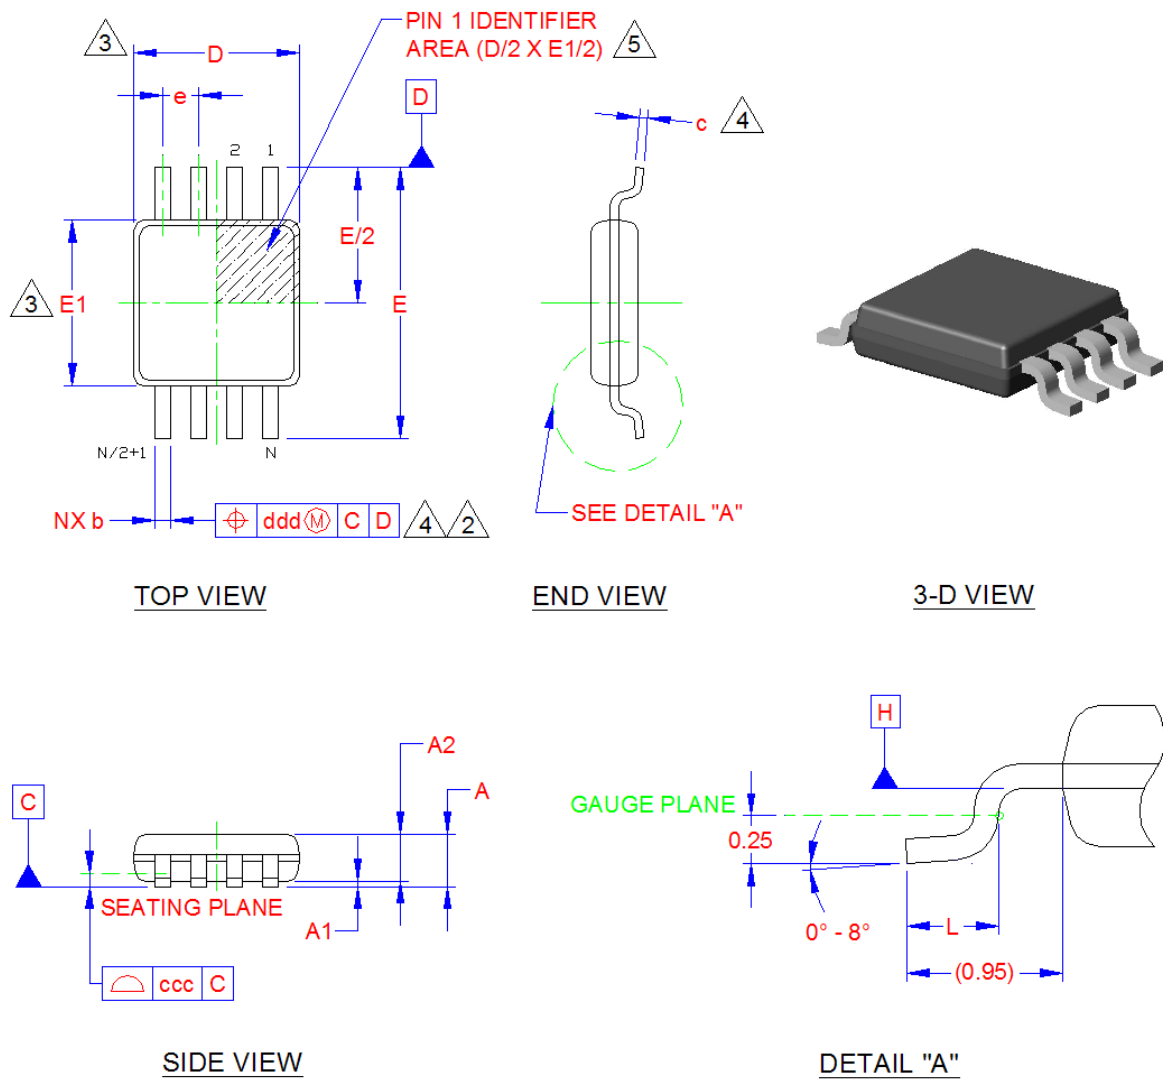 PIN 1 IDENTIFIER
AREA (D/2 X E1/2)
5
3
D
e
D
2
1
E/2
3
E1
E
N/2+1
N
NX b
ddd Ⓜ C D
4
2
TOP VIEW
c
4
SEE DETAIL "A"
END VIEW
3-D VIEW
A2
A
C
SEATING PLANE
A1
ccc C
SIDE VIEW
H
GAUGE PLANE
0.25
0° - 8°
L
(0.95)
DETAIL "A"